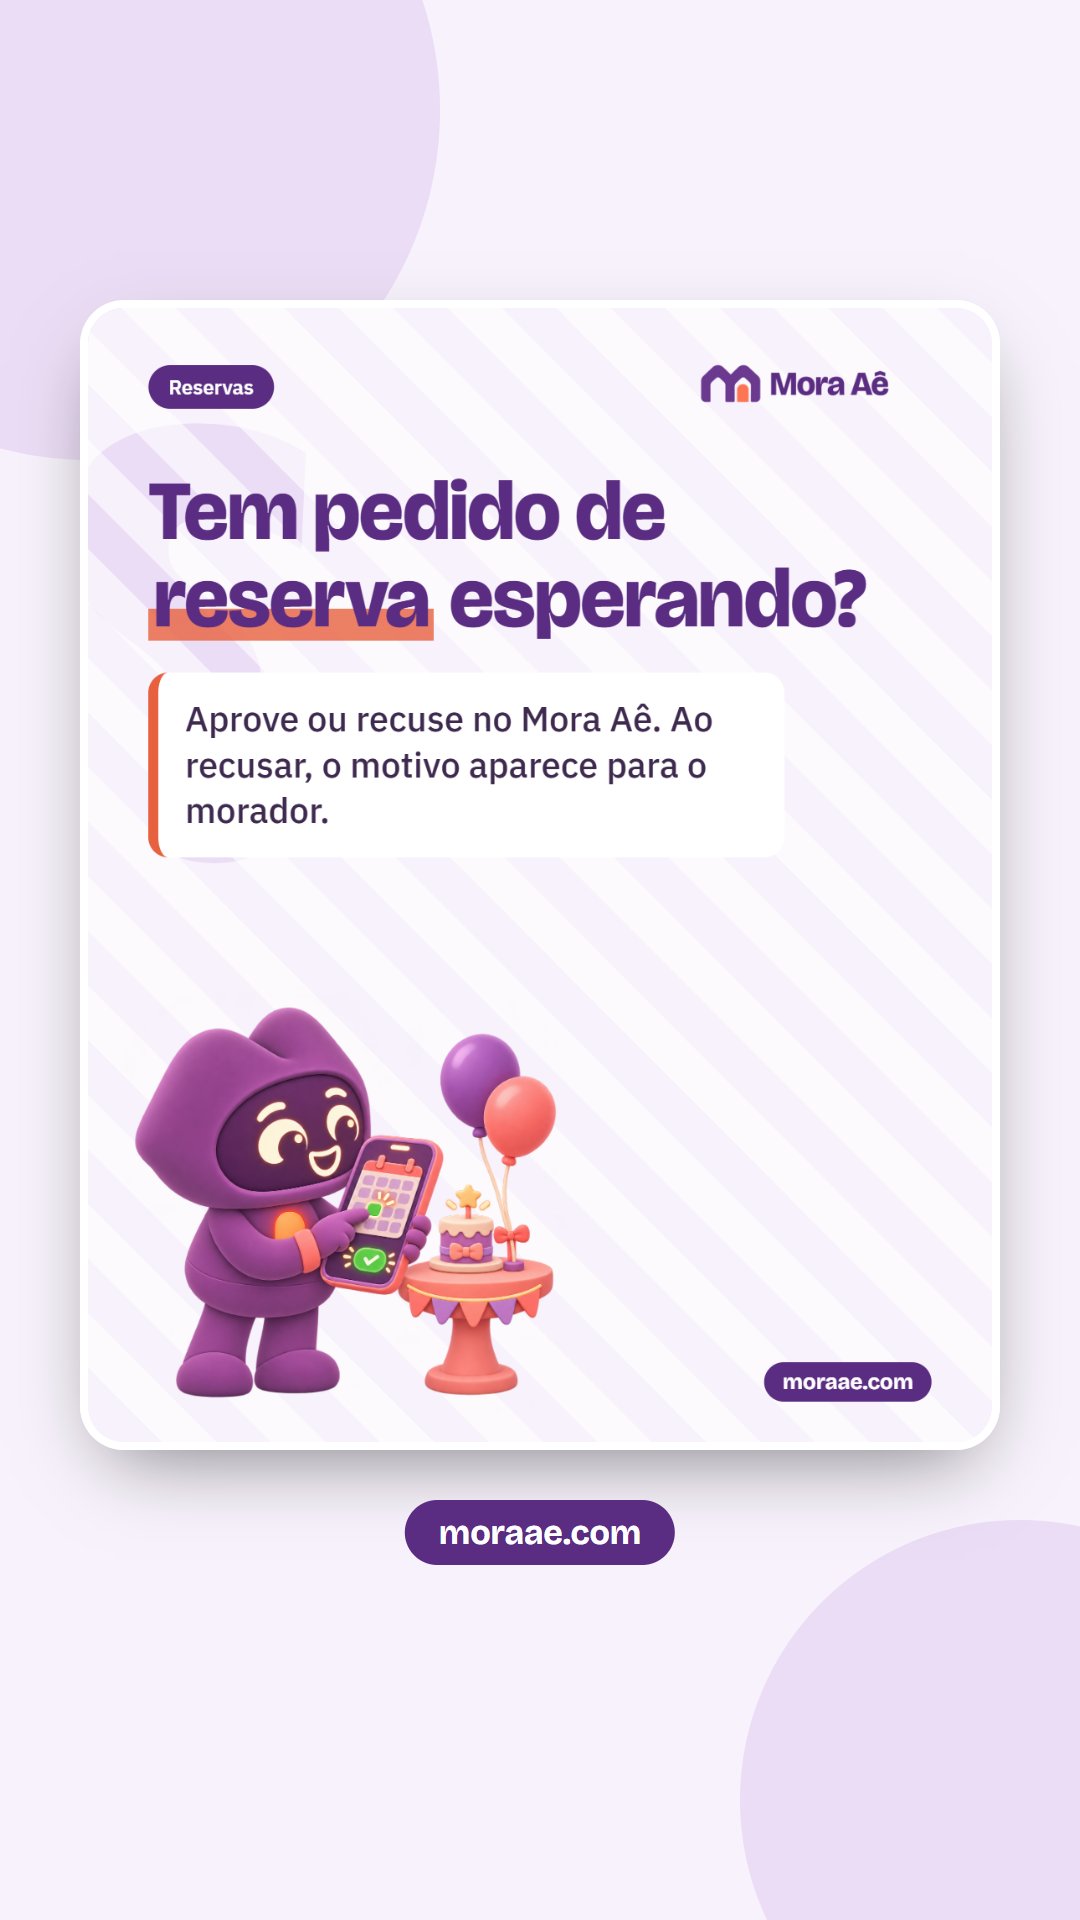 Reservas
Mora Aê
Tem pedido de
reserva esperando?
Aprove ou recuse no Mora Aê. Ao
recusar, o motivo aparece para o
morador.
moraae.com
moraae.com